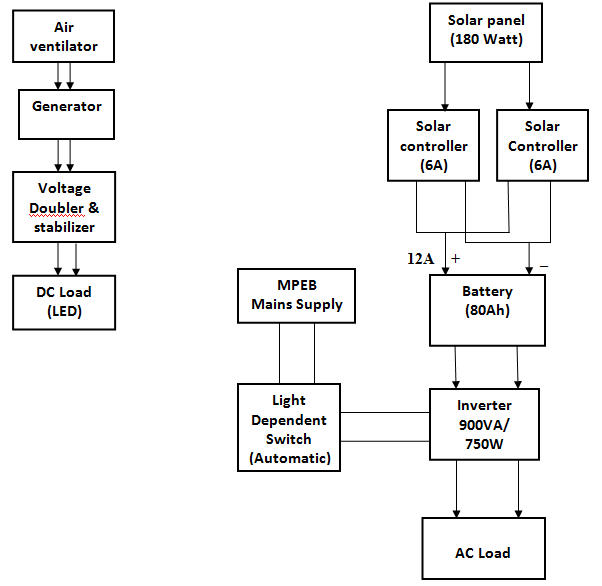 Air
ventilator
Generator
Voltage
Doubler &
stabilizer
DC Load
(LED)
Solar panel
(180 Watt)
Solar
controller
(6A)
Solar
Controller
(6A)
12A
+
_
Battery
(80Ah)
MPEB
Mains Supply
Light
Dependent
Switch
(Automatic)
Inverter
900VA/
750W
AC Load